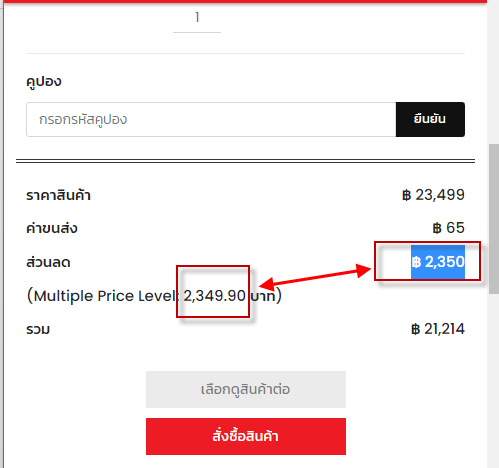 1
คูปอง
กรอกรหัสคูปอง ยืนยัน
ราคาสินค้า ฿ 23,499
ค่าขนส่ง ฿ 65
ส่วนลด ฿ 2,350
(Multiple Price Level: 2,349.90 บาท)
รวม ฿ 21,214
เลือกดูสินค้าต่อ
สั่งซื้อสินค้า